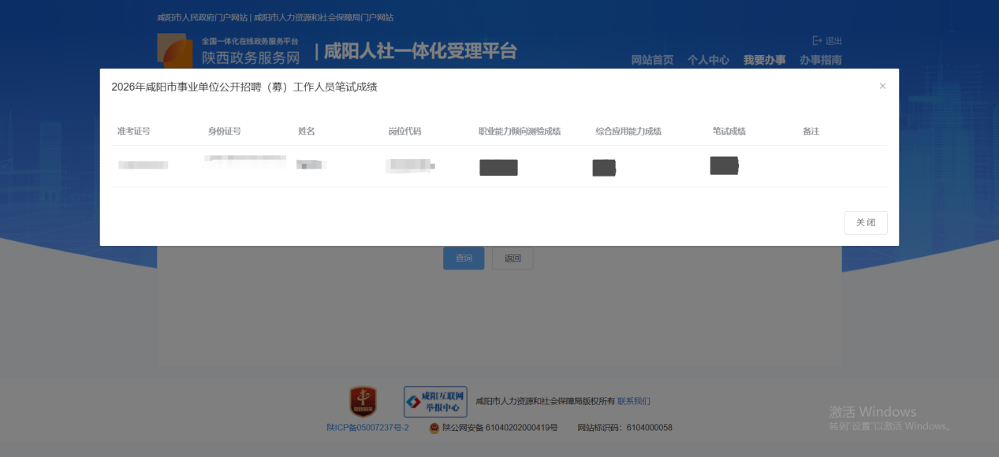 咸阳市人民政府门户网站 | 咸阳市人力资源和社会保障局门户网站
全国一体化在线政务服务平台
陕西政务服务网
| 咸阳人社一体化受理平台
退出
网站首页 个人中心 我要办事 办事指南
2026年咸阳市事业单位公开招聘（募）工作人员笔试成绩
×
准考证号 身份证号 姓名 岗位代码 职业能力倾向测验成绩 综合应用能力成绩 笔试成绩 备注
关 闭
查询 返回
党政机关
咸阳互联网
举报中心
咸阳市人力资源和社会保障局版权所有 联系我们
陕ICP备05007237号-2 陕公网安备 61040202000419号 网站标识码：6104000058
激活 Windows
转到"设置"以激活 Windows。